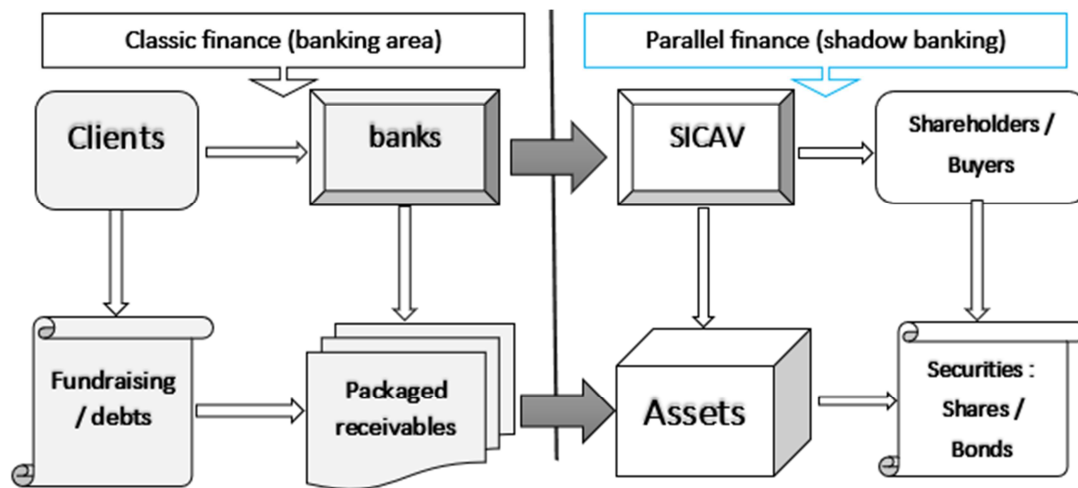 Classic finance (banking area)
Parallel finance (shadow banking)
Clients
banks
SICAV
Shareholders /
Buyers
Fundraising
/ debts
Packaged
receivables
Assets
Securities :
Shares /
Bonds